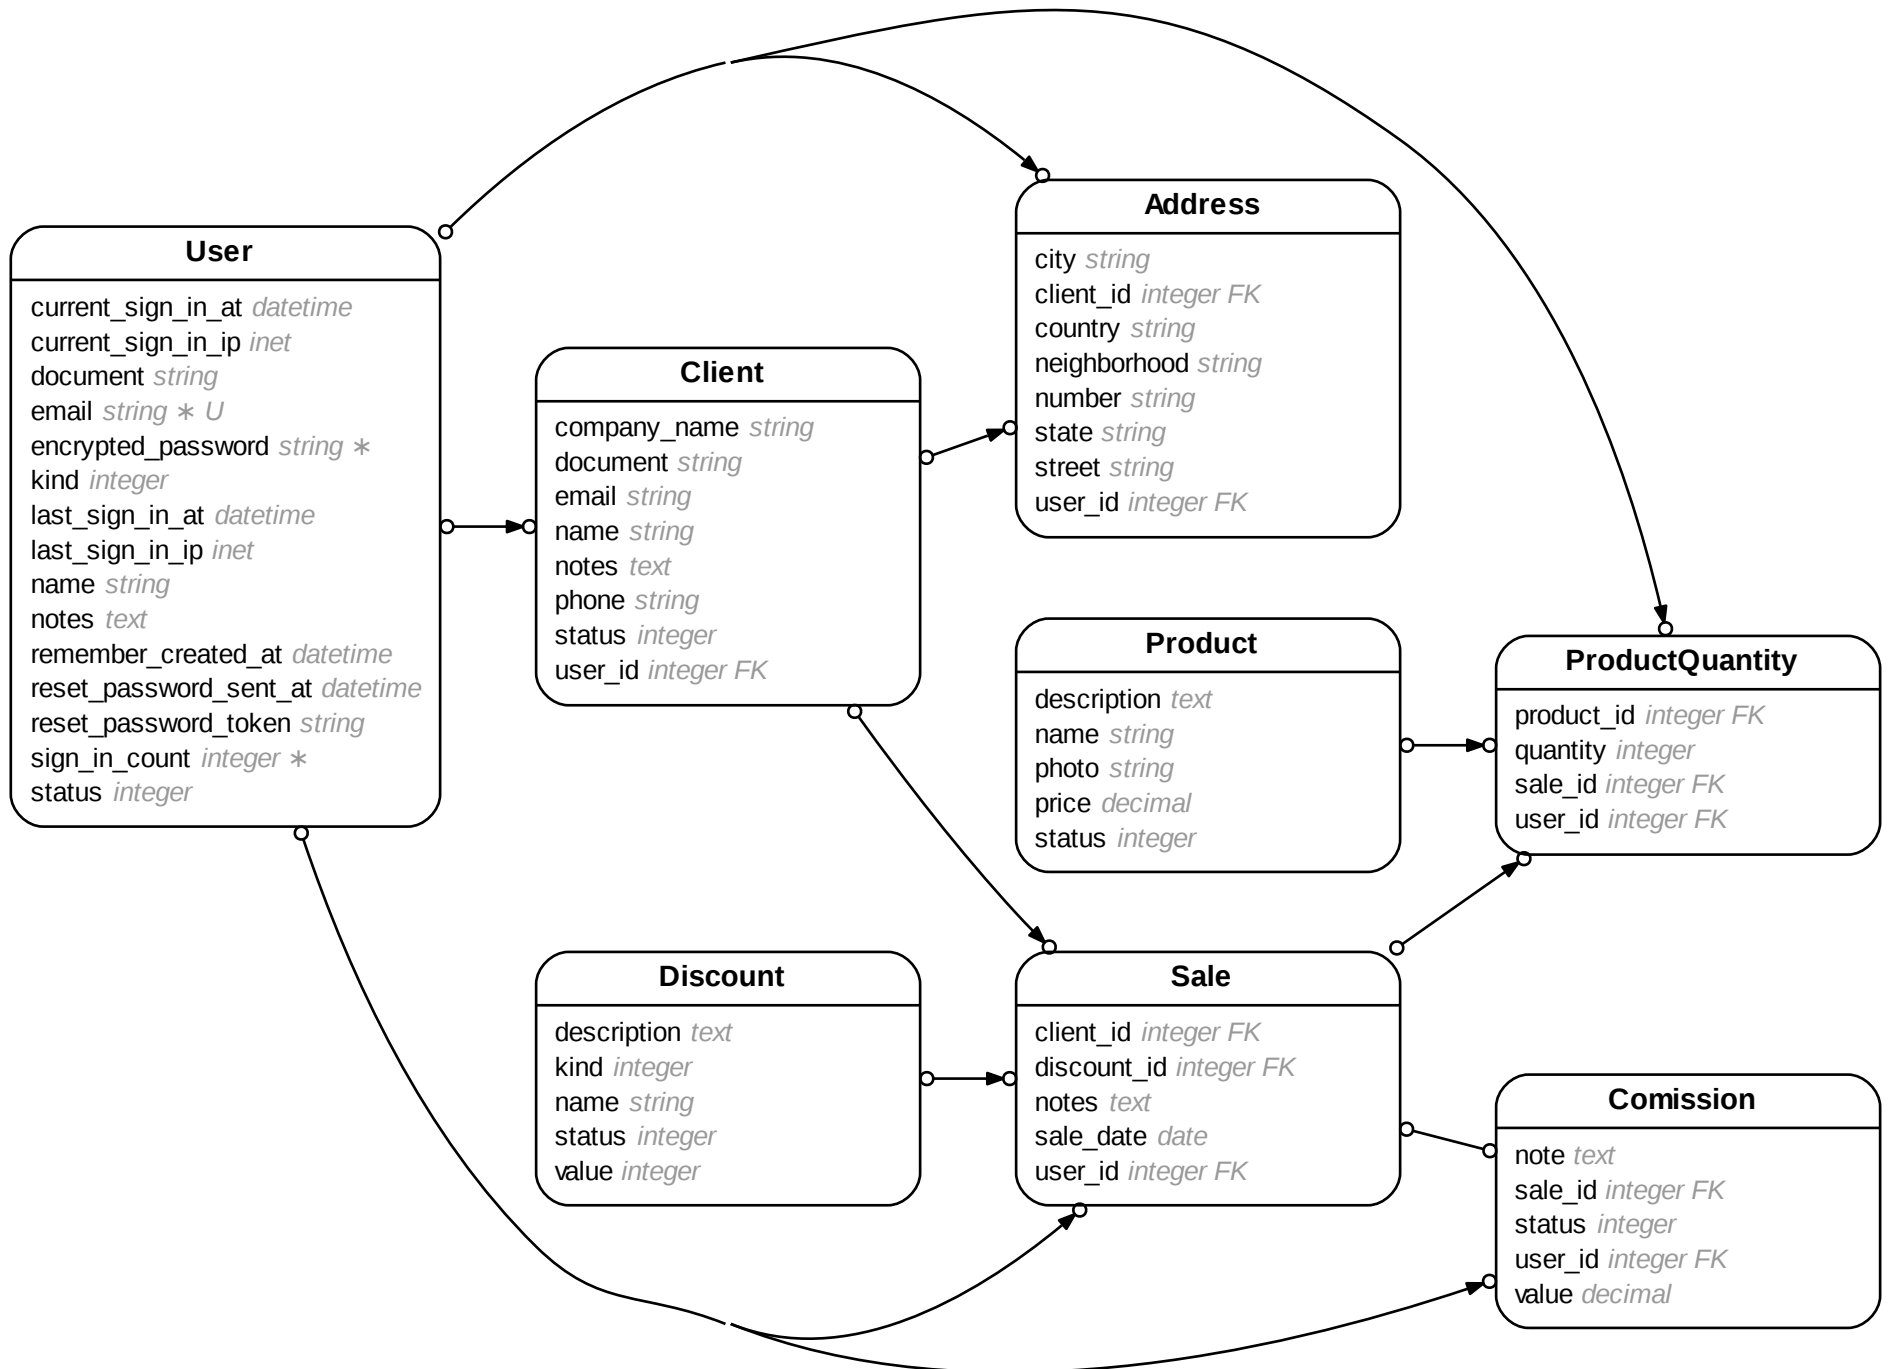 User
current_sign_in_at datetime
current_sign_in_ip inet
document string
email string ∗ U
encrypted_password string ∗
kind integer
last_sign_in_at datetime
last_sign_in_ip inet
name string
notes text
remember_created_at datetime
reset_password_sent_at datetime
reset_password_token string
sign_in_count integer ∗
status integer
Client
company_name string
document string
email string
name string
notes text
phone string
status integer
user_id integer FK
Address
city string
client_id integer FK
country string
neighborhood string
number string
state string
street string
user_id integer FK
Product
description text
name string
photo string
price decimal
status integer
ProductQuantity
product_id integer FK
quantity integer
sale_id integer FK
user_id integer FK
Discount
description text
kind integer
name string
status integer
value integer
Sale
client_id integer FK
discount_id integer FK
notes text
sale_date date
user_id integer FK
Comission
note text
sale_id integer FK
status integer
user_id integer FK
value decimal